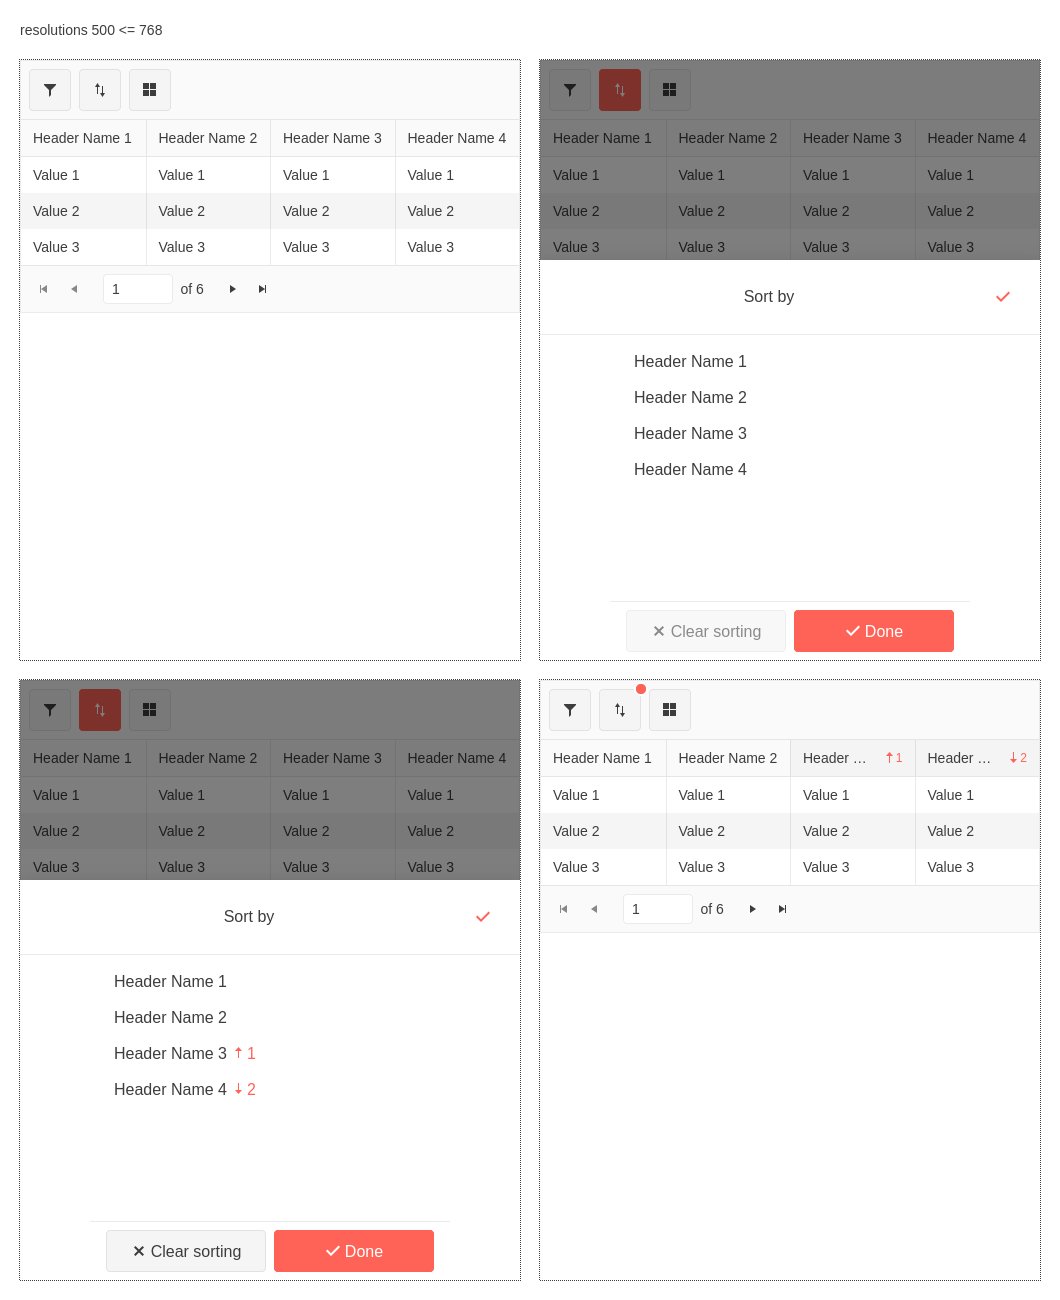 resolutions 500 <= 768
Header Name 1 Header Name 2 Header Name 3 Header Name 4
Value 1 Value 1 Value 1 Value 1
Value 2 Value 2 Value 2 Value 2
Value 3 Value 3 Value 3 Value 3
1 of 6
Header Name 1 Header Name 2 Header Name 3 Header Name 4
Value 1 Value 1 Value 1 Value 1
Value 2 Value 2 Value 2 Value 2
Value 3 Value 3 Value 3 Value 3
Sort by
Header Name 1
Header Name 2
Header Name 3
Header Name 4
Clear sorting Done
Header Name 1 Header Name 2 Header Name 3 Header Name 4
Value 1 Value 1 Value 1 Value 1
Value 2 Value 2 Value 2 Value 2
Value 3 Value 3 Value 3 Value 3
Sort by
Header Name 1
Header Name 2
Header Name 3 1
Header Name 4 2
Clear sorting Done
Header Name 1 Header Name 2 Header ... 1 Header ... 2
Value 1 Value 1 Value 1 Value 1
Value 2 Value 2 Value 2 Value 2
Value 3 Value 3 Value 3 Value 3
1 of 6